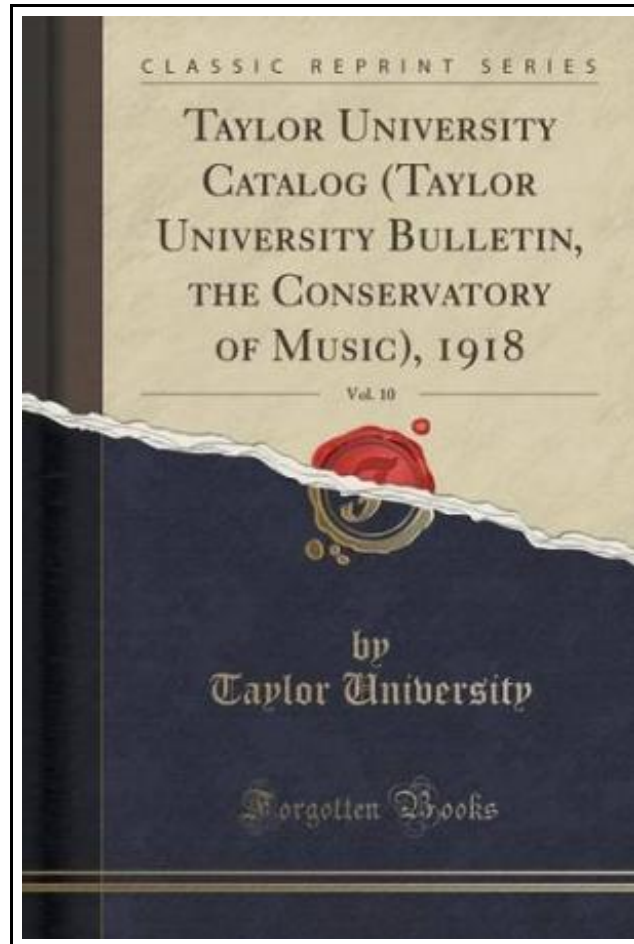 CLASSIC REPRINT SERIES
TAYLOR UNIVERSITY
CATALOG (TAYLOR
UNIVERSITY BULLETIN,
THE CONSERVATORY
OF MUSIC), 1918
Vol. 10
by
Taylor University
Forgotten Books